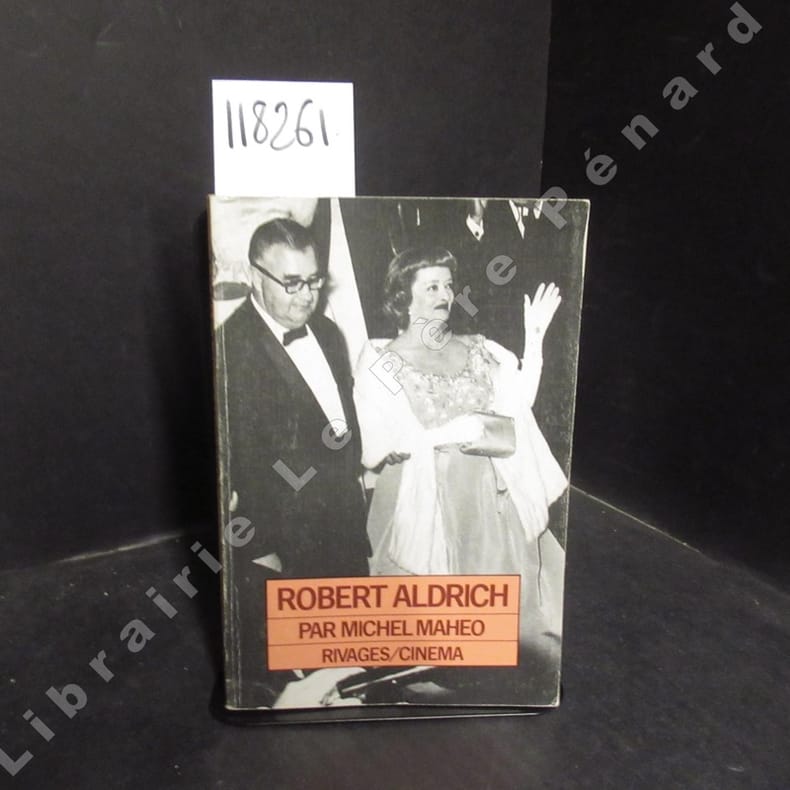 118261
ROBERT ALDRICH
PAR MICHEL MAHEO
RIVAGES/CINEMA
Librairie Le Père Pénard